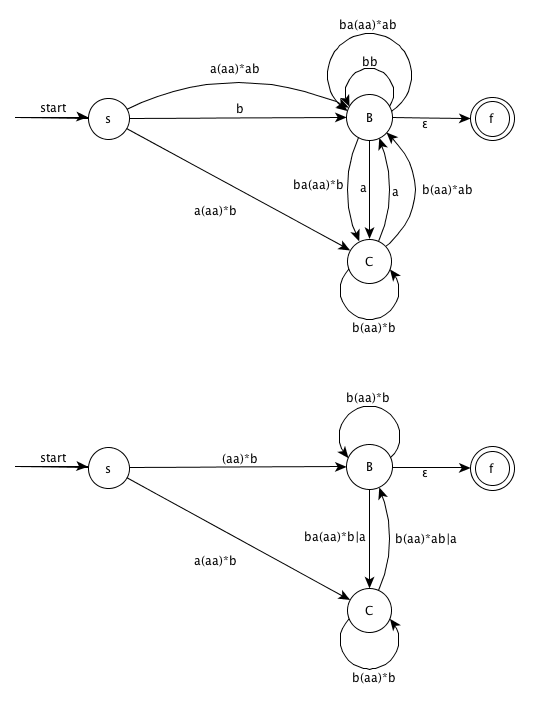 ba(aa)*ab
bb
a(aa)*ab
start
b
s
B
ε
f
ba(aa)*b
a
a
b(aa)*ab
a(aa)*b
C
b(aa)*b
b(aa)*b
start
(aa)*b
s
B
ε
f
ba(aa)*b|a
b(aa)*ab|a
a(aa)*b
C
b(aa)*b